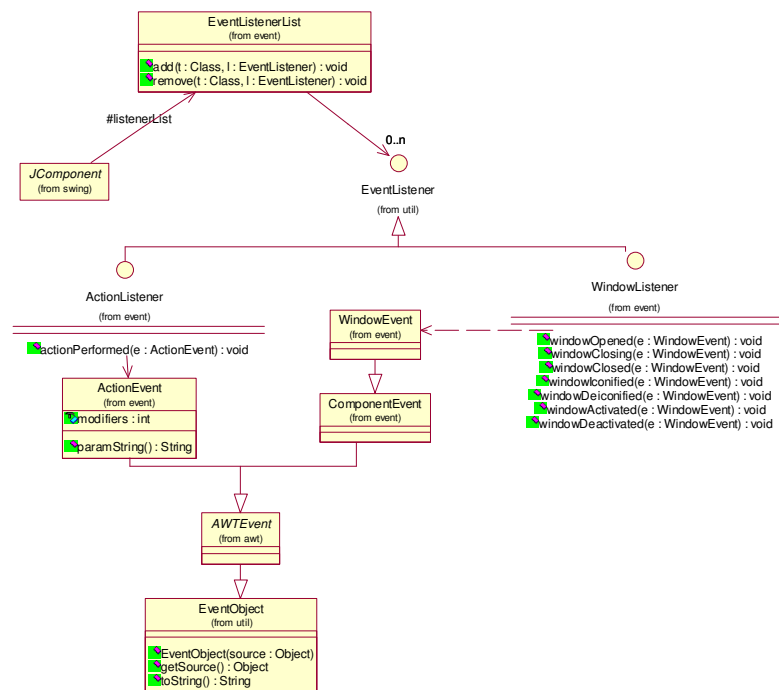 EventListenerList
(from event)
add(t : Class, l : EventListener) : void
remove(t : Class, l : EventListener) : void
#listenerList
0..n
JComponent
(from swing)
EventListener
(from util)
ActionListener
(from event)
actionPerformed(e : ActionEvent) : void
WindowListener
(from event)
windowOpened(e : WindowEvent) : void
windowClosing(e : WindowEvent) : void
windowClosed(e : WindowEvent) : void
windowIconified(e : WindowEvent) : void
windowDeiconified(e : WindowEvent) : void
windowActivated(e : WindowEvent) : void
windowDeactivated(e : WindowEvent) : void
WindowEvent
(from event)
ActionEvent
(from event)
modifiers : int
paramString() : String
ComponentEvent
(from event)
AWTEvent
(from awt)
EventObject
(from util)
EventObject(source : Object)
getSource() : Object
toString() : String